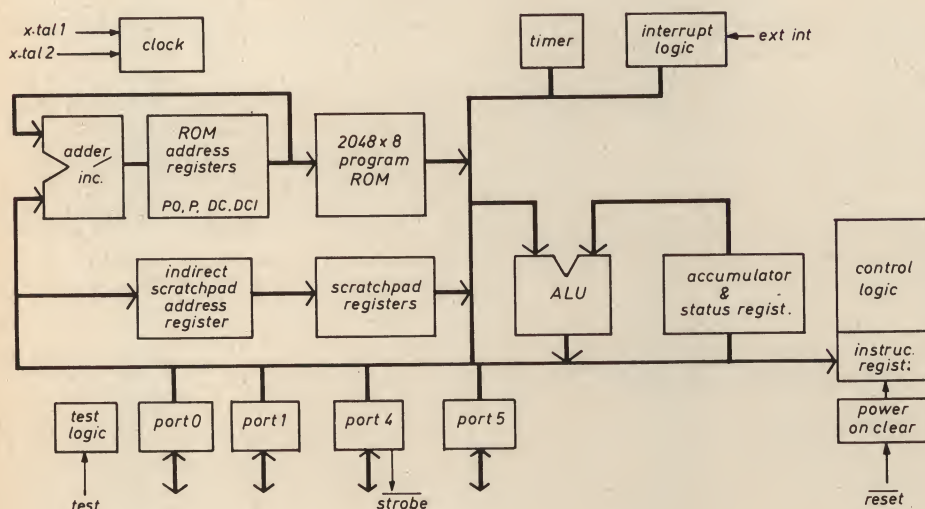 x-tal 1
x-tal 2
clock
timer
interrupt
logic
ext int
adder
inc.
ROM
address
registers
PO, P, DC, DCI
2048 x 8
program
ROM
indirect
scratchpad
address
register
scratchpad
registers
ALU
accumulator
&
status regist.
control
logic
instruc.
regist.
test
logic
port 0
port 1
port 4
port 5
power
on clear
test
strobe
reset